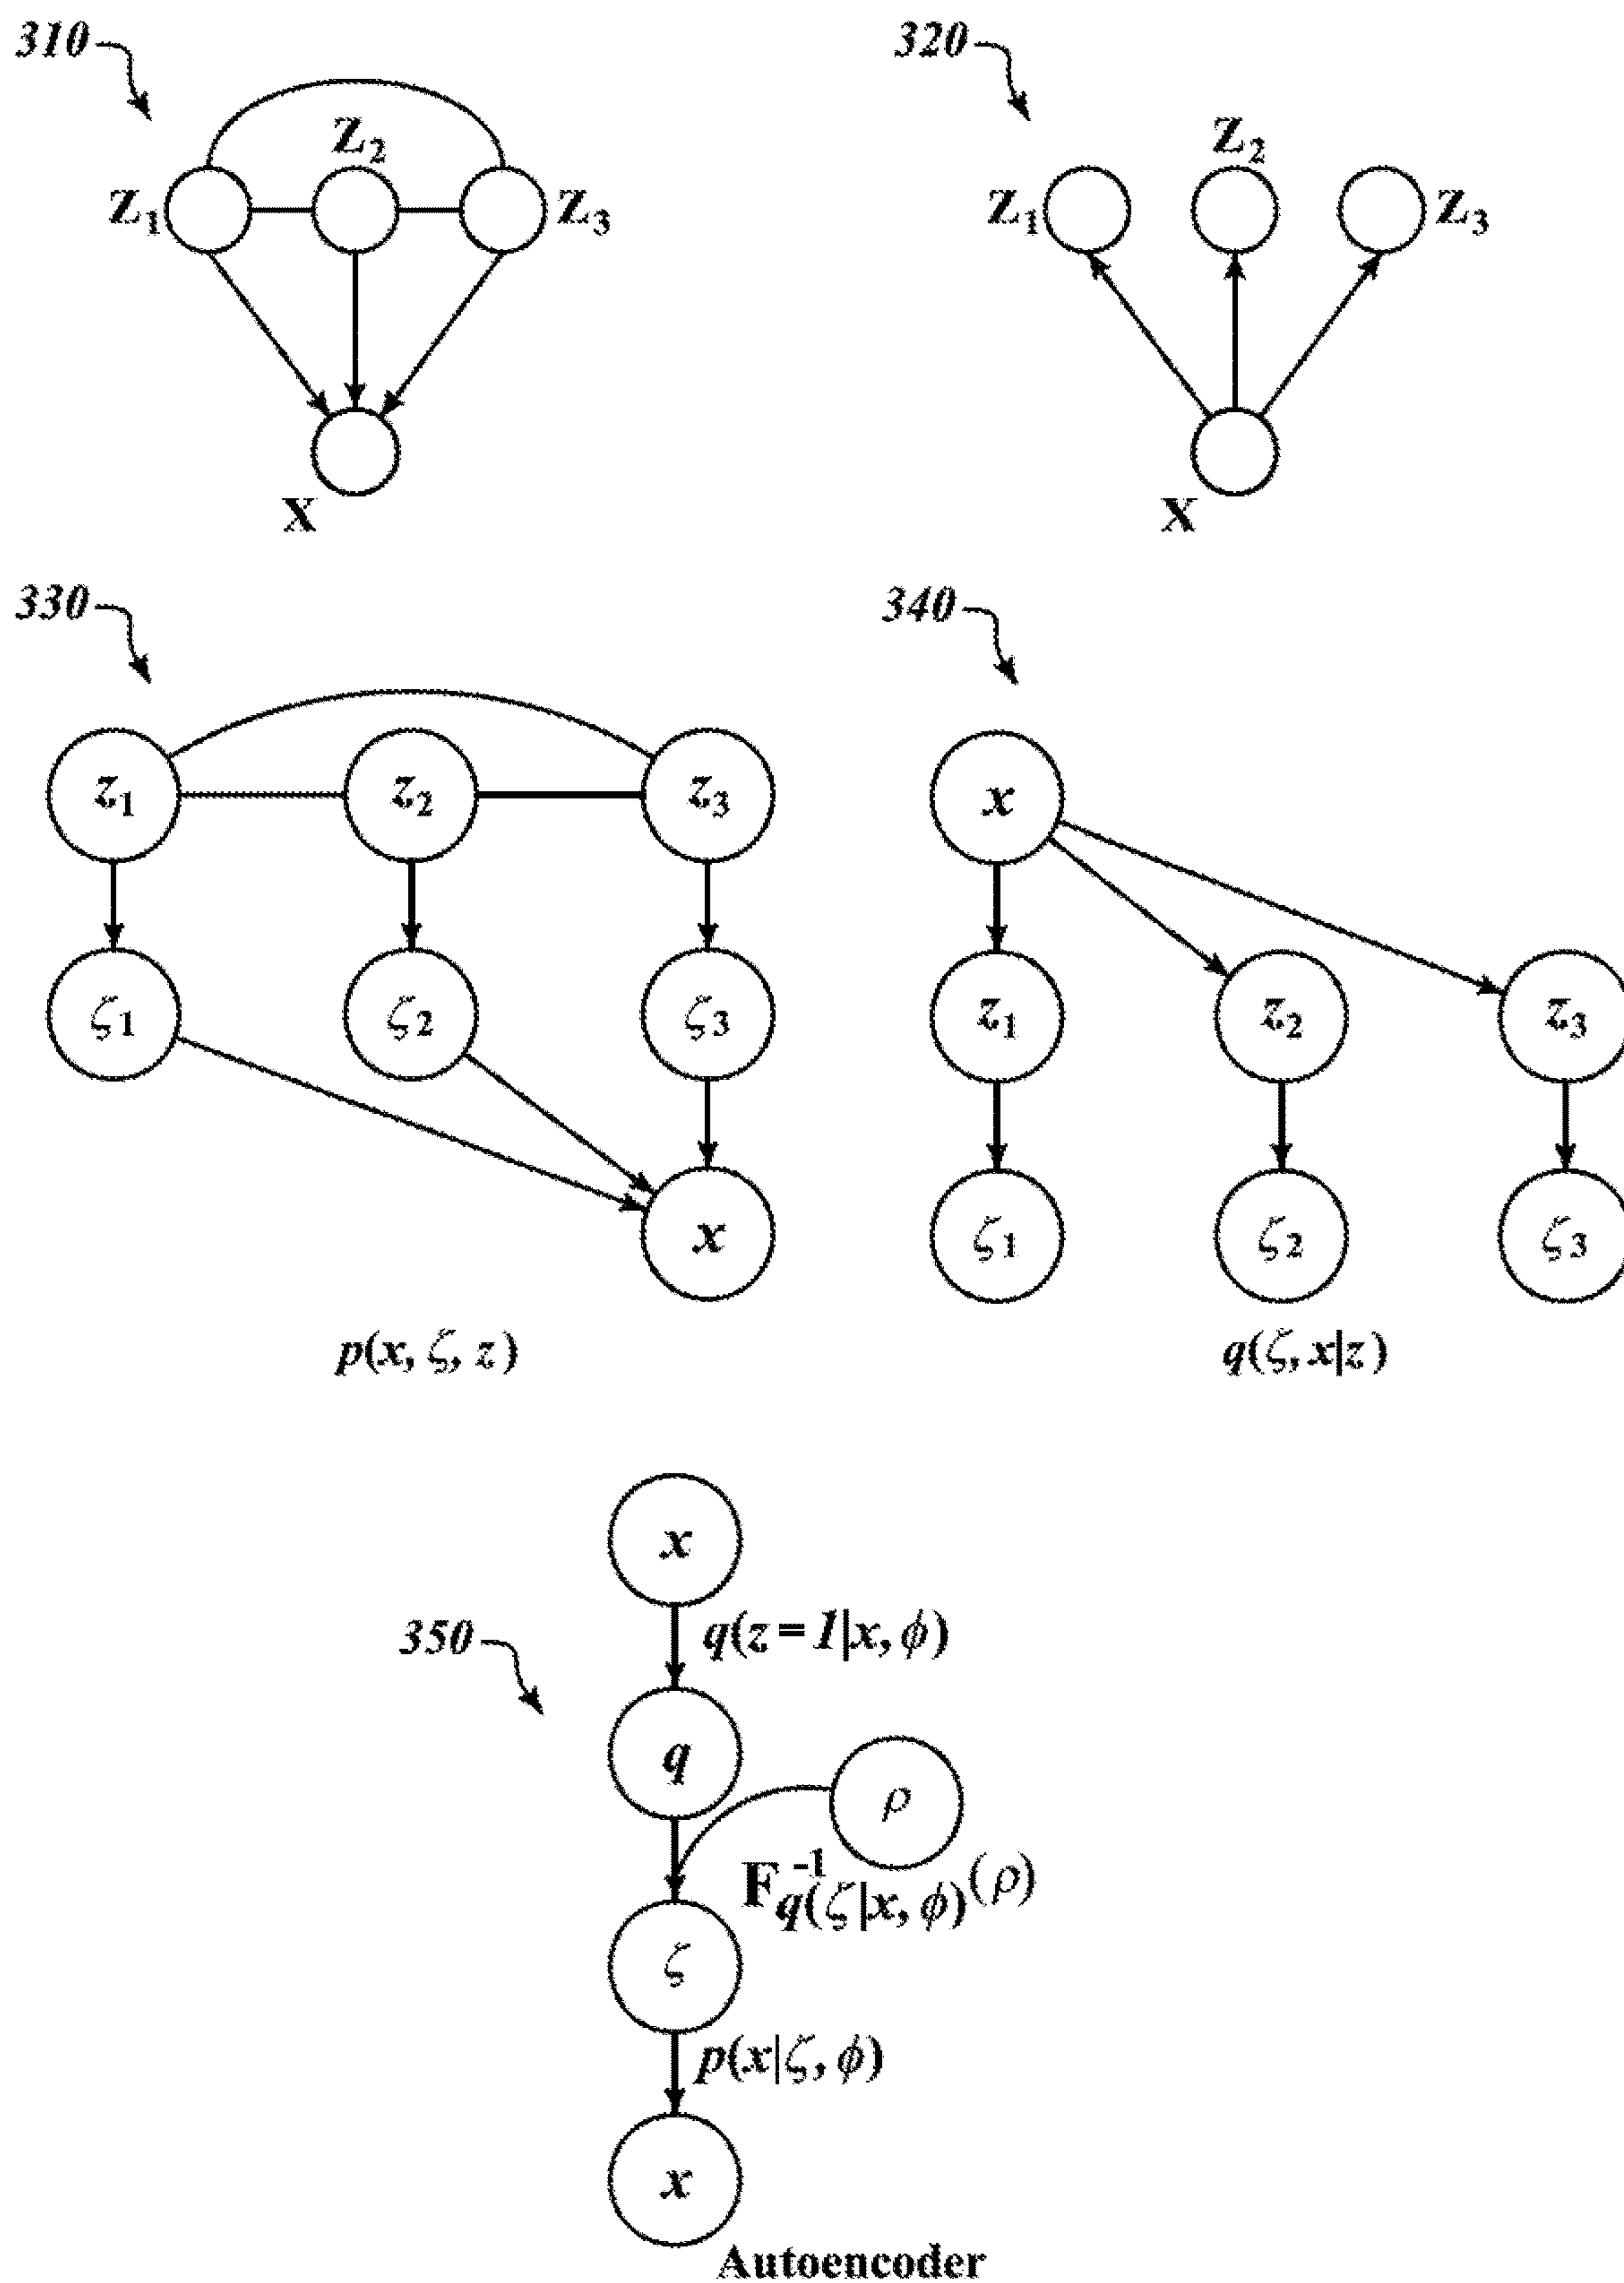 310
320
Z₂
Z₁
Z₃
X
Z₂
Z₁
Z₃
X
330
340
z₁
z₂
z₃
ζ₁
ζ₂
ζ₃
x
p(x, ζ, z)
x
z₁
z₂
z₃
ζ₁
ζ₂
ζ₃
q(ζ, x|z)
350
x
q(z=1|x, ϕ)
q
ρ
F⁻¹_q(ζ|x, ϕ)(ρ)
ζ
p(x|ζ, ϕ)
x
Autoencoder